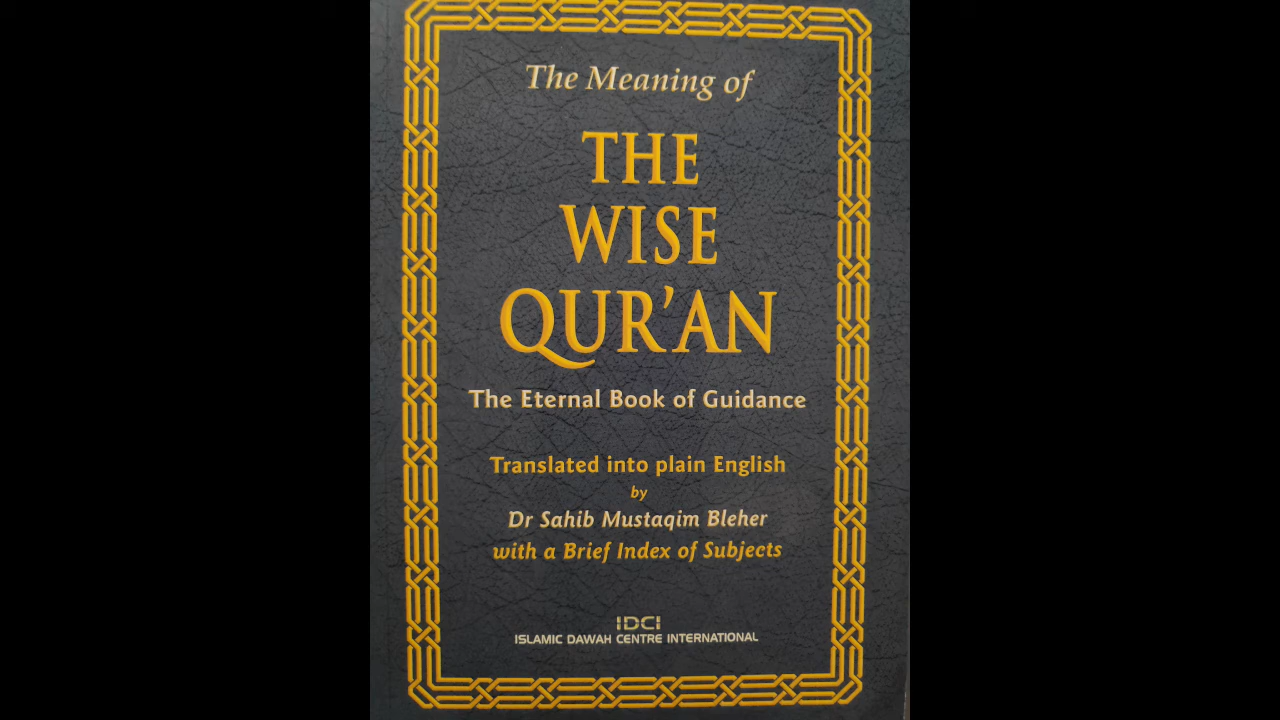 The Meaning of
THE
WISE
QUR'AN
The Eternal Book of Guidance
Translated into plain English
by
Dr Sahib Mustaqim Bleher
with a Brief Index of Subjects
IDCI
ISLAMIC DAWAH CENTRE INTERNATIONAL